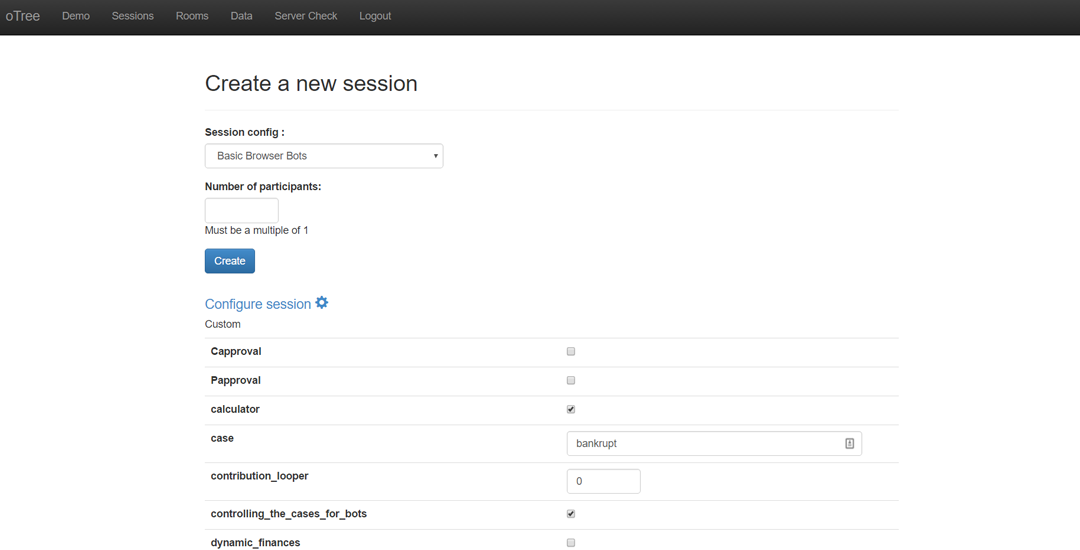 oTree Demo Sessions Rooms Data Server Check Logout
Create a new session
Session config :
Basic Browser Bots
Number of participants:
Must be a multiple of 1
Create
Configure session
Custom
Capproval
Papproval
calculator
case bankrupt
contribution_looper 0
controlling_the_cases_for_bots
dynamic_finances